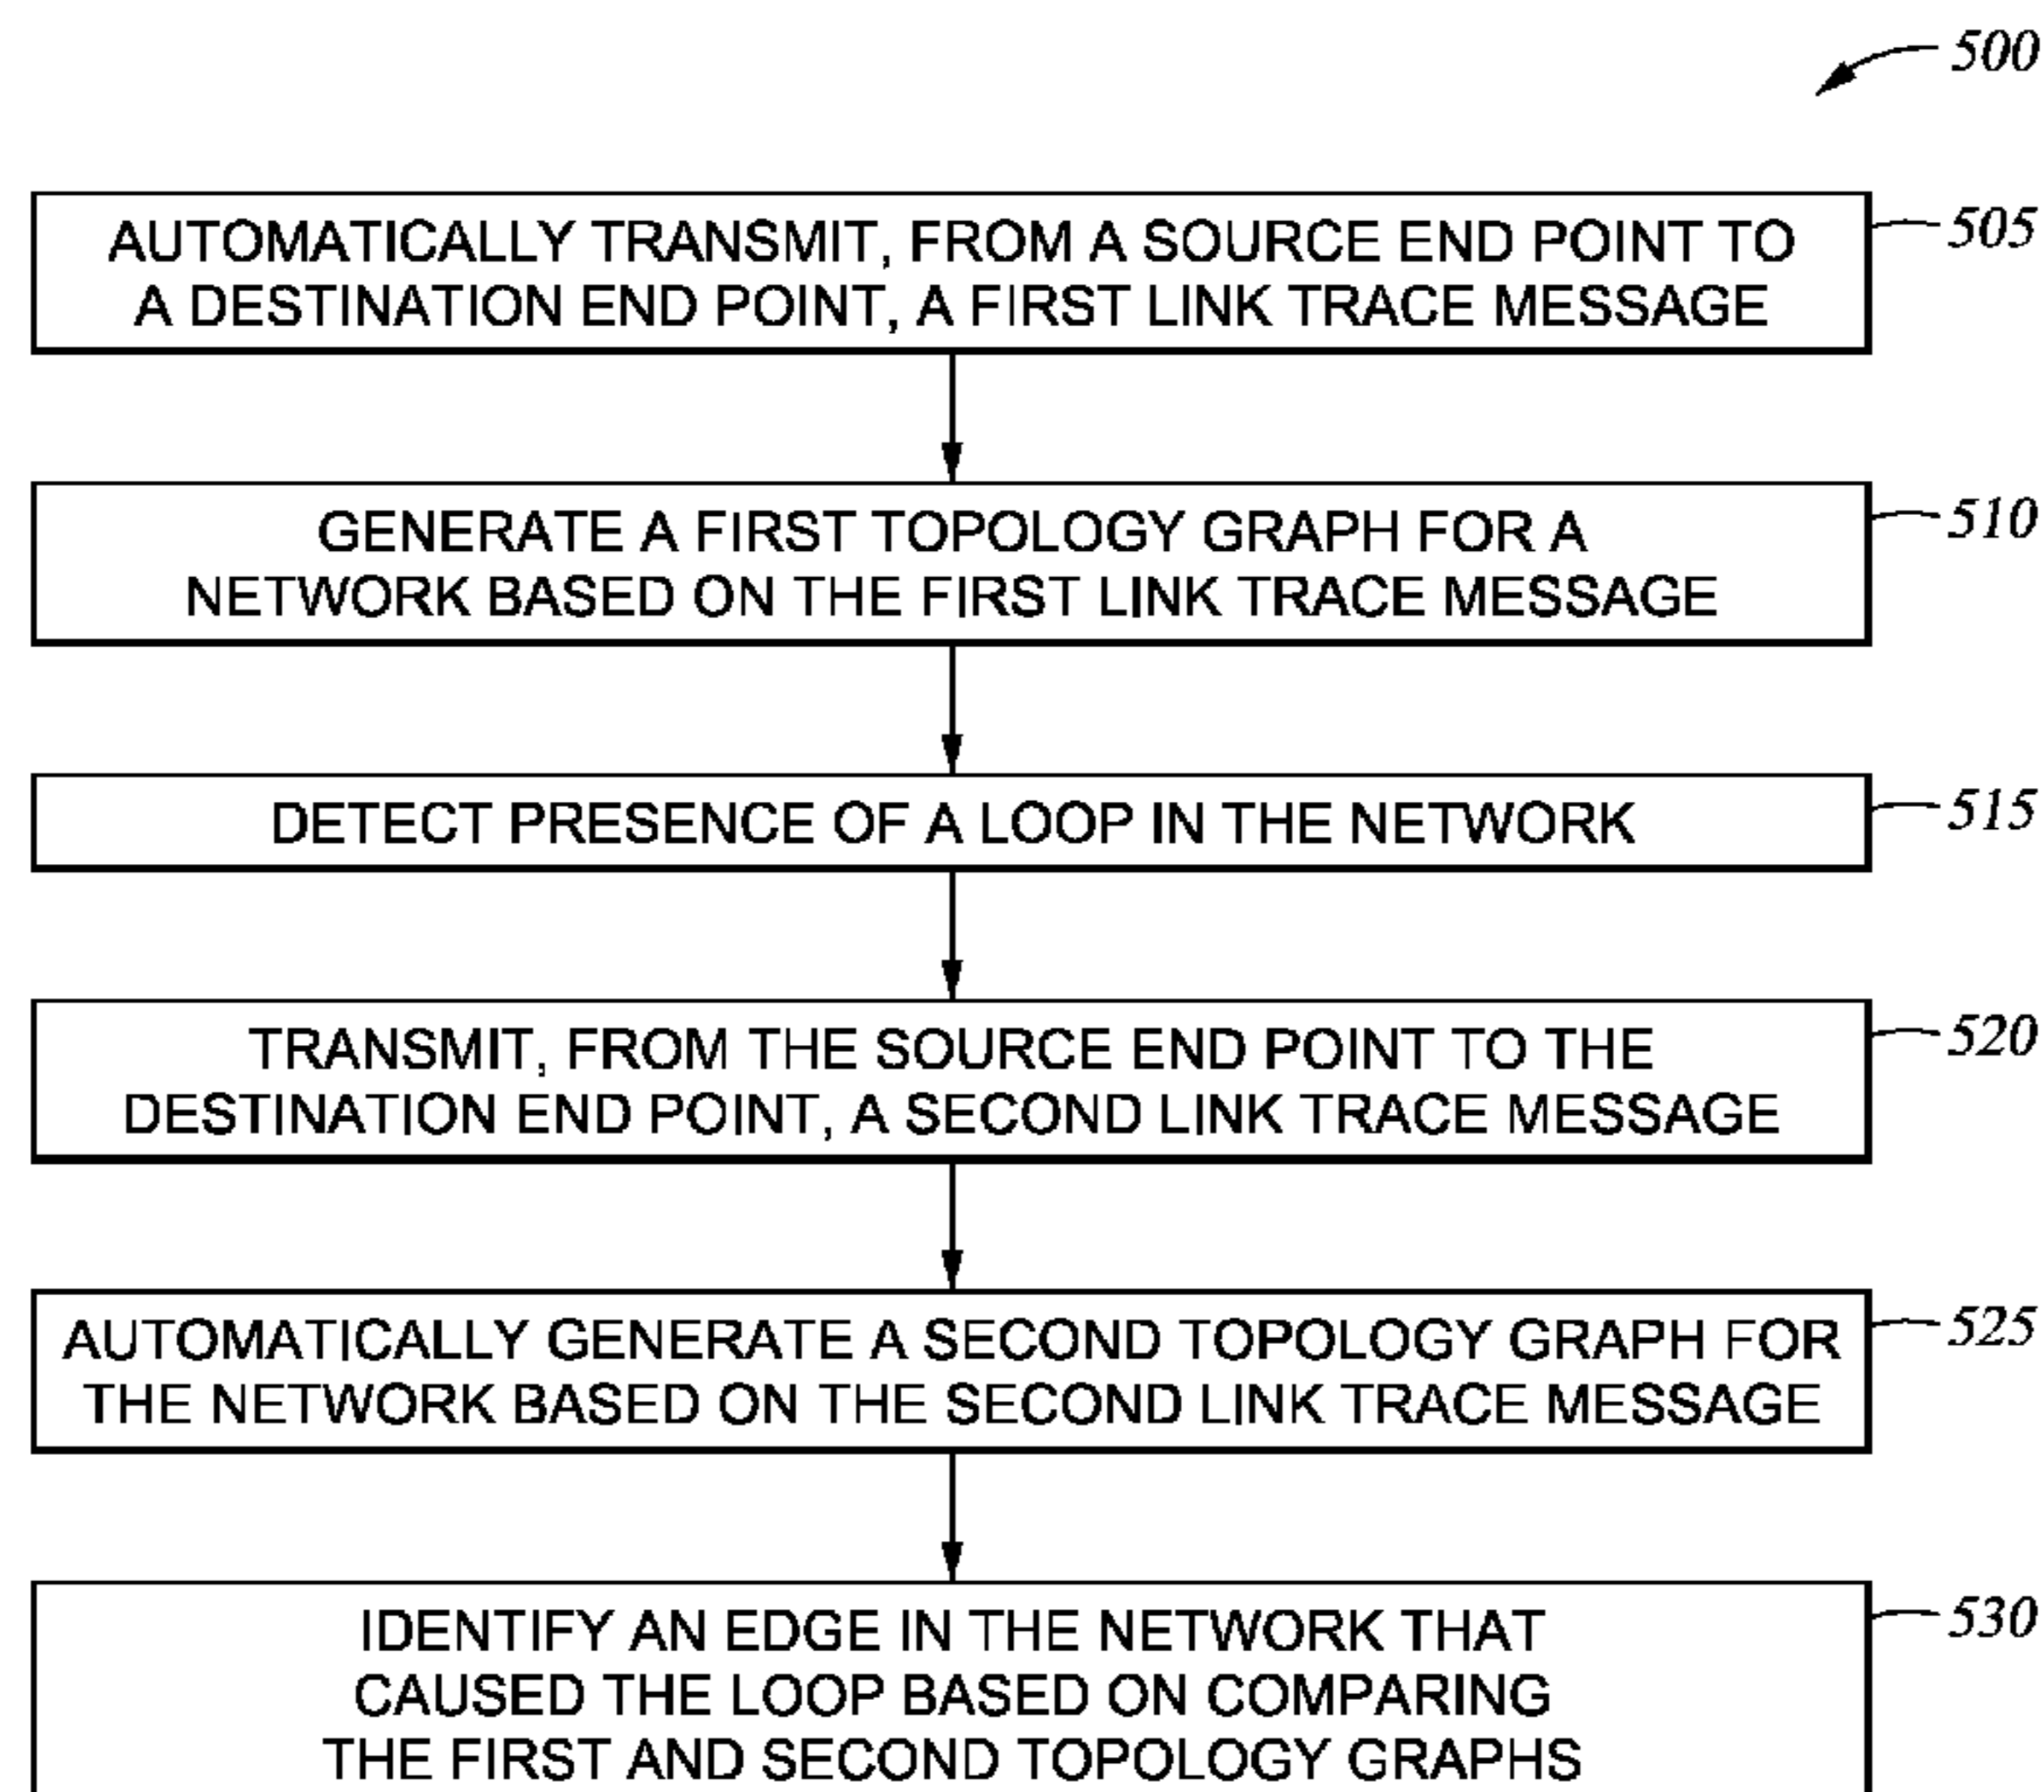 500
AUTOMATICALLY TRANSMIT, FROM A SOURCE END POINT TO
A DESTINATION END POINT, A FIRST LINK TRACE MESSAGE
505
GENERATE A FIRST TOPOLOGY GRAPH FOR A
NETWORK BASED ON THE FIRST LINK TRACE MESSAGE
510
DETECT PRESENCE OF A LOOP IN THE NETWORK
515
TRANSMIT, FROM THE SOURCE END POINT TO THE
DESTINATION END POINT, A SECOND LINK TRACE MESSAGE
520
AUTOMATICALLY GENERATE A SECOND TOPOLOGY GRAPH FOR
THE NETWORK BASED ON THE SECOND LINK TRACE MESSAGE
525
IDENTIFY AN EDGE IN THE NETWORK THAT
CAUSED THE LOOP BASED ON COMPARING
THE FIRST AND SECOND TOPOLOGY GRAPHS
530